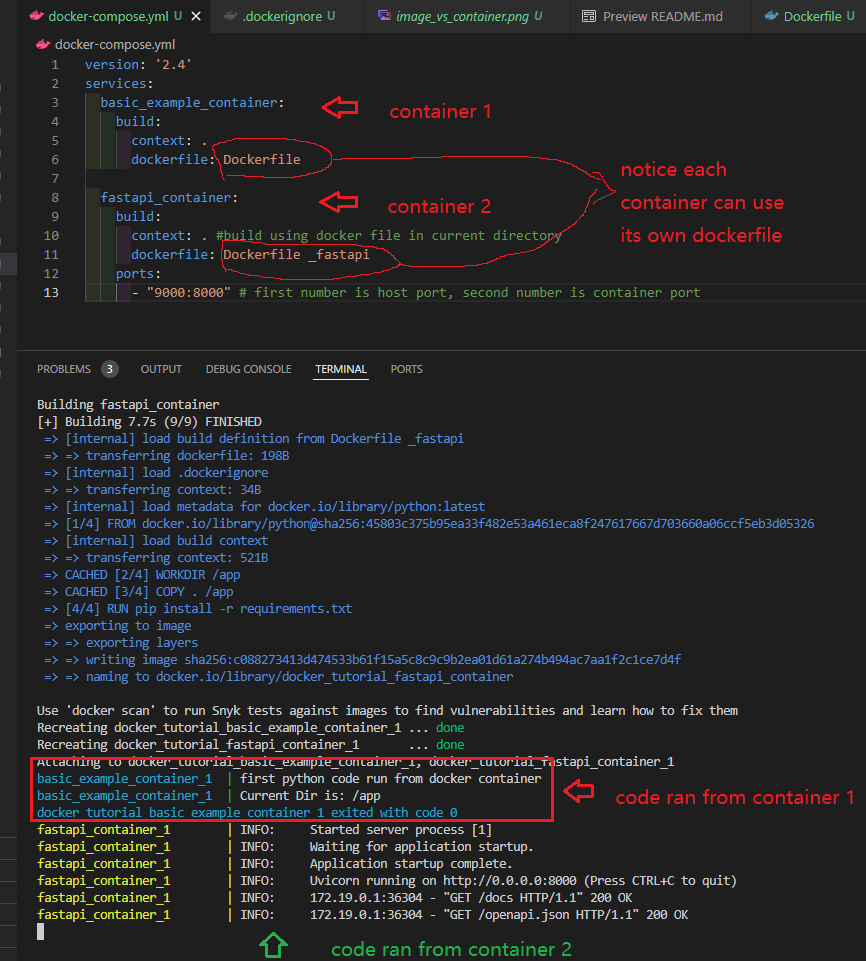 docker-compose.yml U
.dockerignore U
image_vs_container.png U
Preview README.md
Dockerfile U
docker-compose.yml
1 version: '2.4'
2 services:
3 basic_example_container:
4 build:
5 context: .
6 dockerfile: Dockerfile
7
8 fastapi_container:
9 build:
10 context: . #build using docker file in current directory
11 dockerfile: Dockerfile _fastapi
12 ports:
13 - "9000:8000" # first number is host port, second number is container port
container 1
container 2
notice each
container can use
its own dockerfile
PROBLEMS 3 OUTPUT DEBUG CONSOLE TERMINAL PORTS
Building fastapi_container
[+] Building 7.7s (9/9) FINISHED
=> [internal] load build definition from Dockerfile _fastapi
=> => transferring dockerfile: 198B
=> [internal] load .dockerignore
=> => transferring context: 34B
=> [internal] load metadata for docker.io/library/python:latest
=> [1/4] FROM docker.io/library/python@sha256:45803c375b95ea33f482e53a461eca8f247617667d703660a06ccf5eb3d05326
=> [internal] load build context
=> => transferring context: 521B
=> CACHED [2/4] WORKDIR /app
=> CACHED [3/4] COPY . /app
=> [4/4] RUN pip install -r requirements.txt
=> exporting to image
=> => exporting layers
=> => writing image sha256:c088273413d474533b61f15a5c8c9c9b2ea01d61a274b494ac7aa1f2c1ce7d4f
=> => naming to docker.io/library/docker_tutorial_fastapi_container
Use 'docker scan' to run Snyk tests against images to find vulnerabilities and learn how to fix them
Recreating docker_tutorial_basic_example_container_1 ... done
Recreating docker_tutorial_fastapi_container_1 ... done
Attaching to docker_tutorial_basic_example_container_1, docker_tutorial_fastapi_container_1
basic_example_container_1 | first python code run from docker container
basic_example_container_1 | Current Dir is: /app
docker_tutorial_basic_example_container_1 exited with code 0
code ran from container 1
fastapi_container_1 | INFO: Started server process [1]
fastapi_container_1 | INFO: Waiting for application startup.
fastapi_container_1 | INFO: Application startup complete.
fastapi_container_1 | INFO: Uvicorn running on http://0.0.0.0:8000 (Press CTRL+C to quit)
fastapi_container_1 | INFO: 172.19.0.1:36304 - "GET /docs HTTP/1.1" 200 OK
fastapi_container_1 | INFO: 172.19.0.1:36304 - "GET /openapi.json HTTP/1.1" 200 OK
code ran from container 2